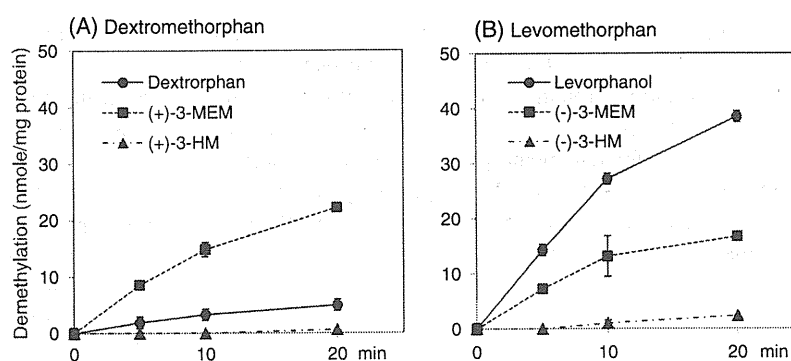 (A) Dextromethorphan
Demethylation (nmole/mg protein)
50
40
30
20
10
0
Dextrorphan
(+)-3-MEM
(+)-3-HM
0
10
20 min
(B) Levomethorphan
50
40
30
20
10
0
Levorphanol
(-)-3-MEM
(-)-3-HM
0
10
20 min